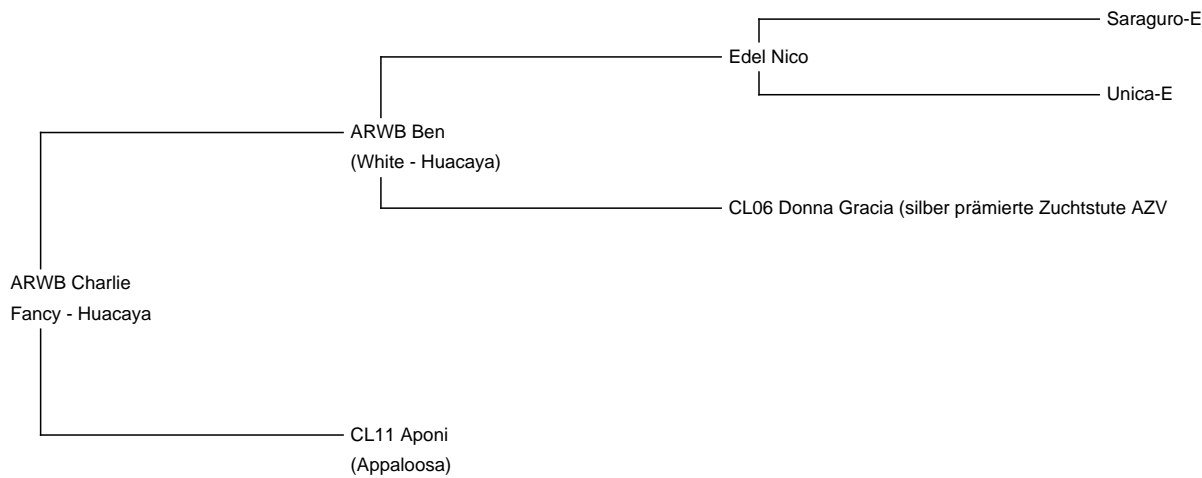 Saraguro-E
Edel Nico
Unica-E
ARWB Ben
(White - Huacaya)
CL06 Donna Gracia (silber prämierte Zuchtstute AZV
ARWB Charlie
Fancy - Huacaya
CL11 Aponi
(Appaloosa)